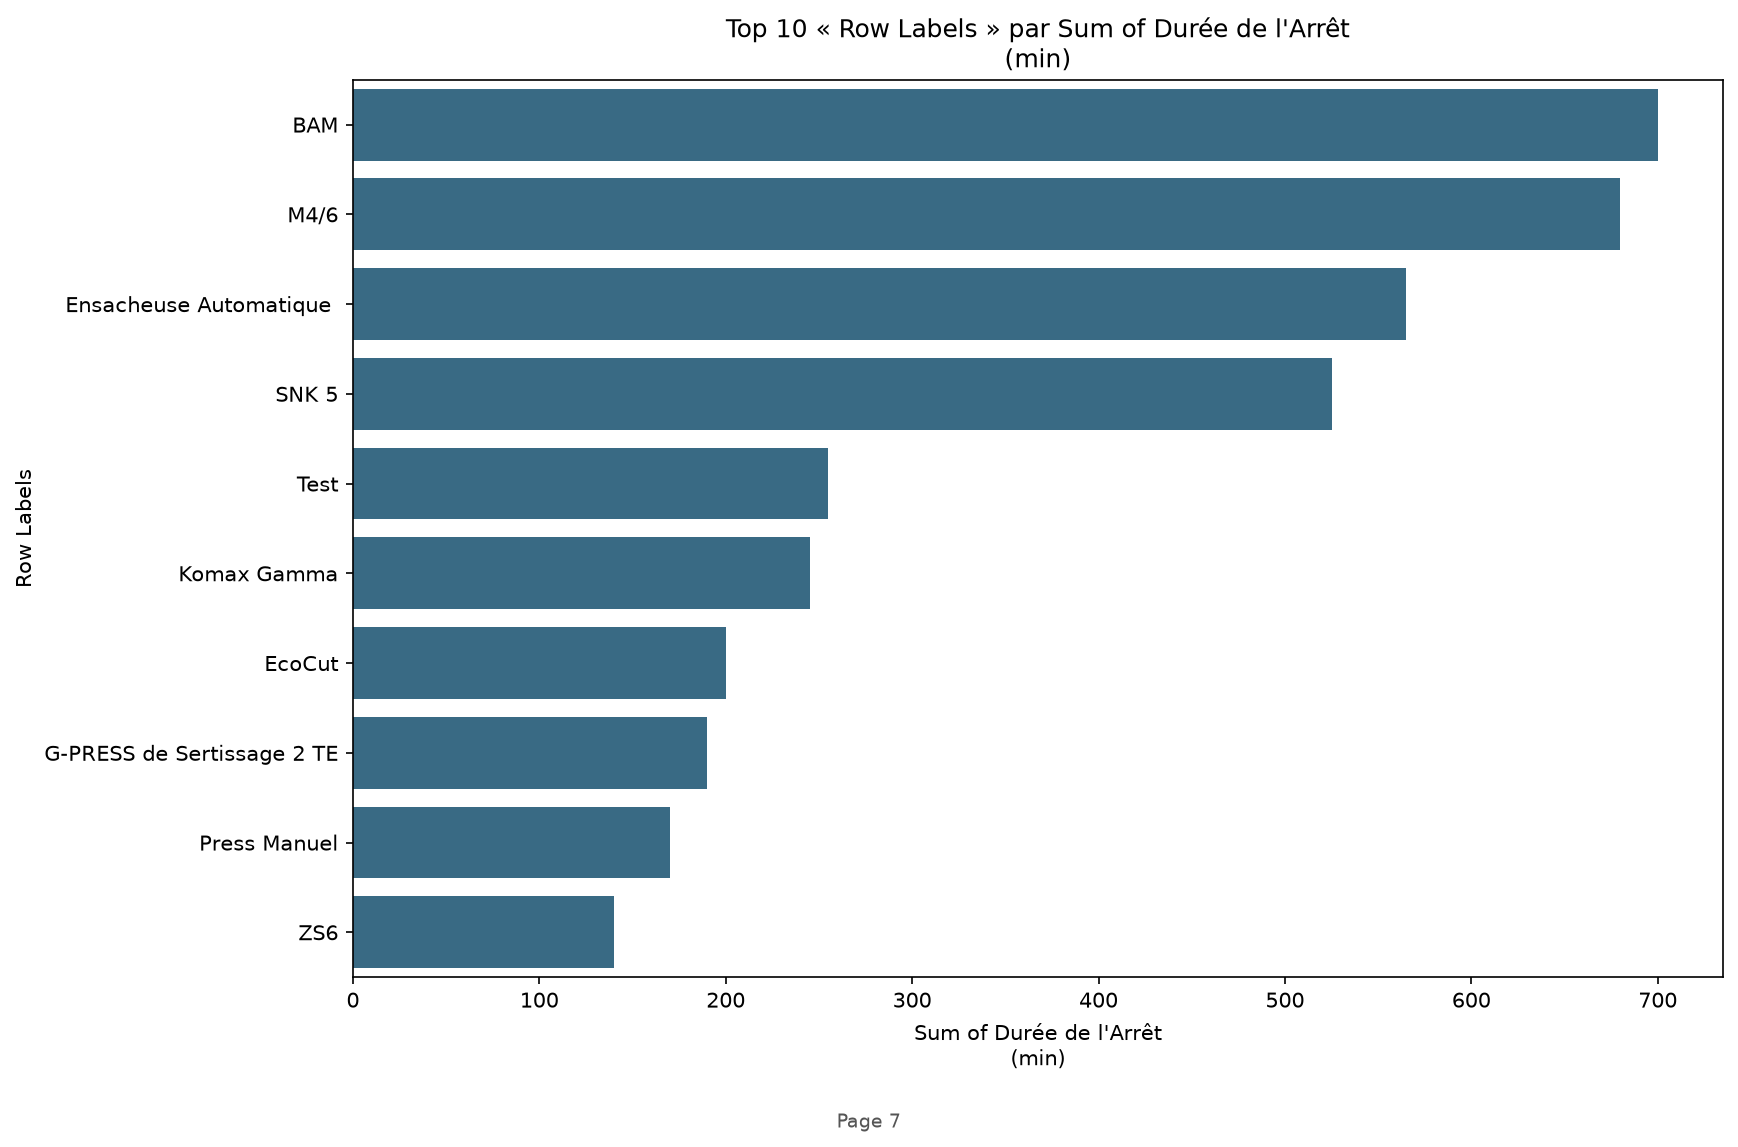 Top 10 « Row Labels » par Sum of Durée de l'Arrêt
(min)
Row Labels
BAM
M4/6
Ensacheuse Automatique
SNK 5
Test
Komax Gamma
EcoCut
G-PRESS de Sertissage 2 TE
Press Manuel
ZS6
0 100 200 300 400 500 600 700
Sum of Durée de l'Arrêt
(min)
Page 7